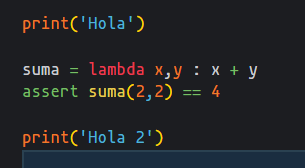 print('Hola')
suma = lambda x,y : x + y
assert suma(2,2) == 4
print('Hola 2')